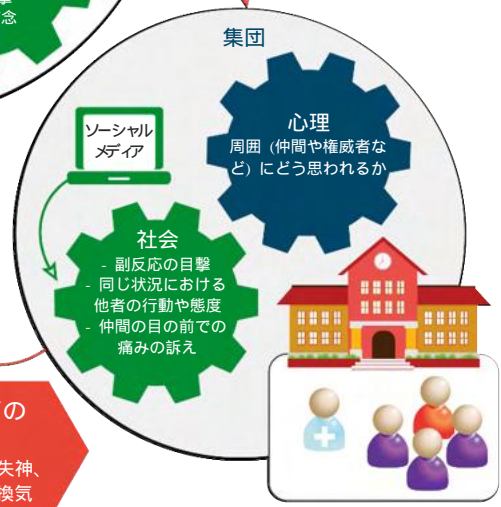 念
集団
ソーシャル
メディア
心理
周囲 (仲間や権威者な
ど) にどう思われるか
社会
- 副反応の目撃
- 同じ状況における
他者の行動や態度
- 仲間の目の前での
痛みの訴え
の
失神、
換気